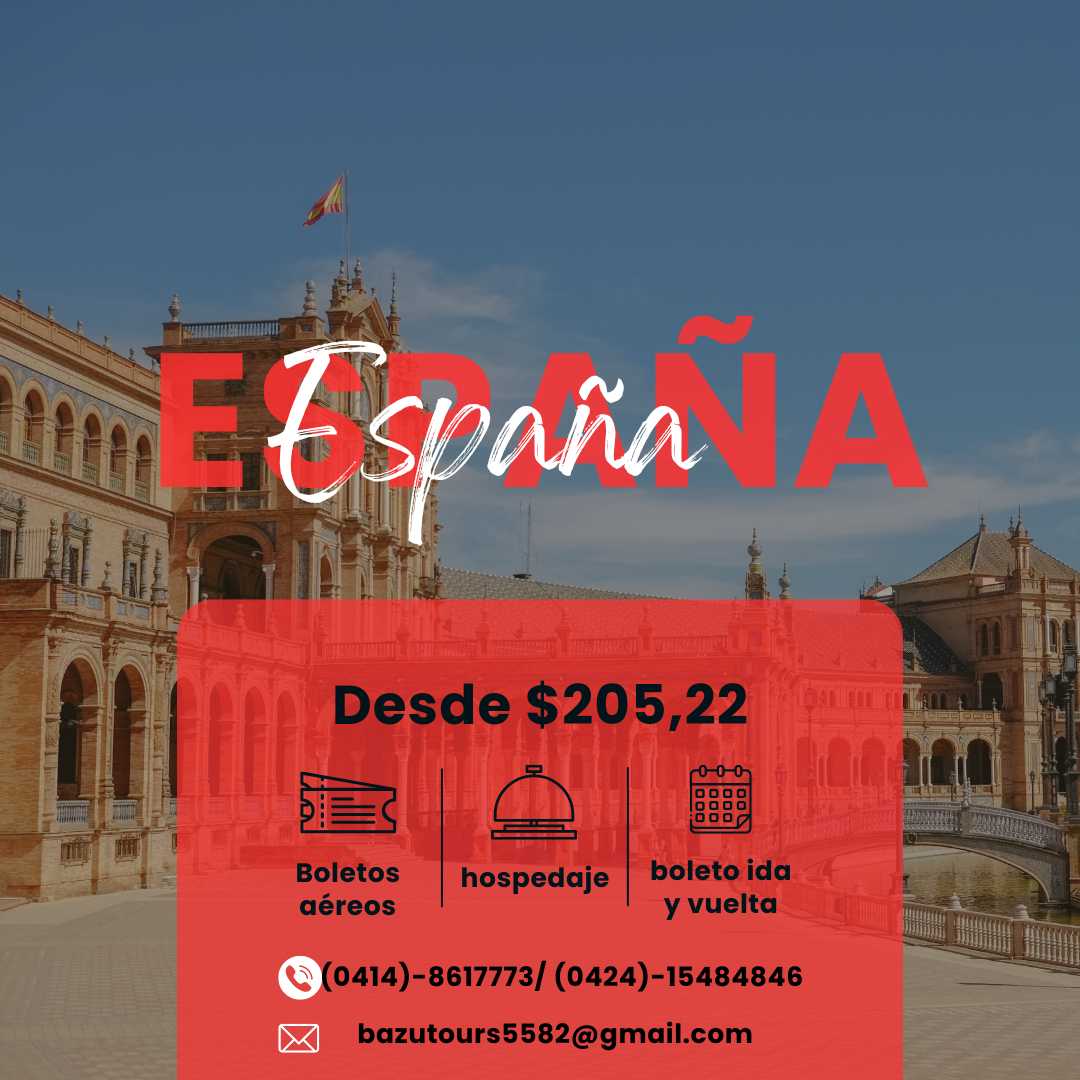 ESPAÑA
España
Desde $205,22
Boletos
aéreos
hospedaje
boleto ida
y vuelta
(0414)-8617773/ (0424)-15484846
bazutours5582@gmail.com